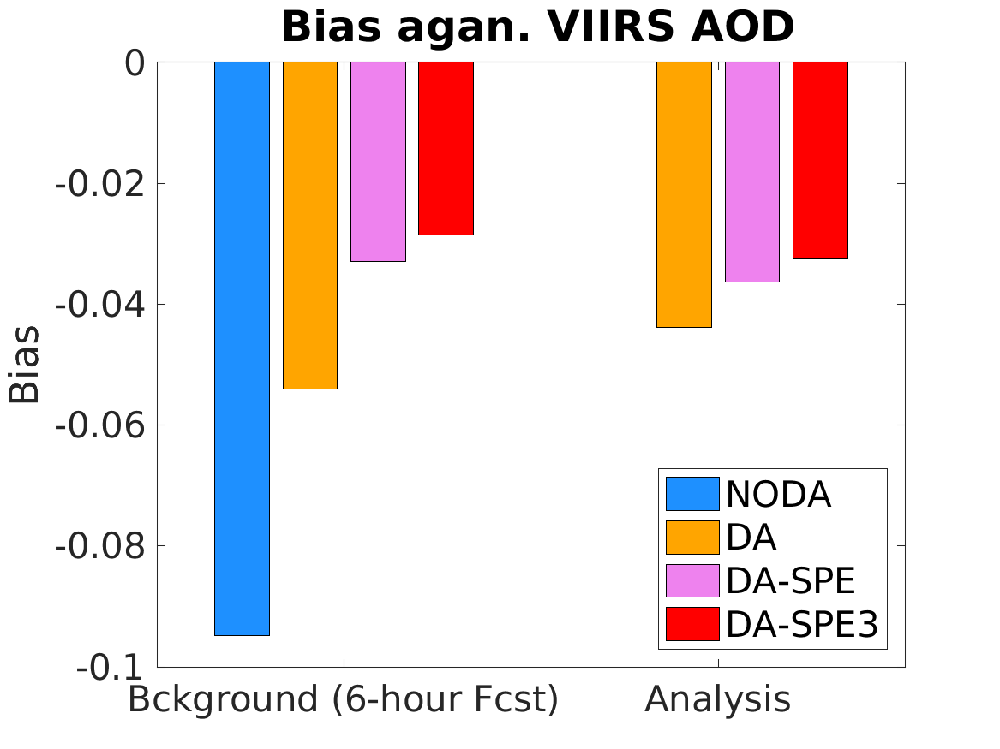 Bias agan. VIIRS AOD
0
-0.02
-0.04
-0.06
-0.08
-0.1
Bias
NODA
DA
DA-SPE
DA-SPE3
Bckground (6-hour Fcst)
Analysis